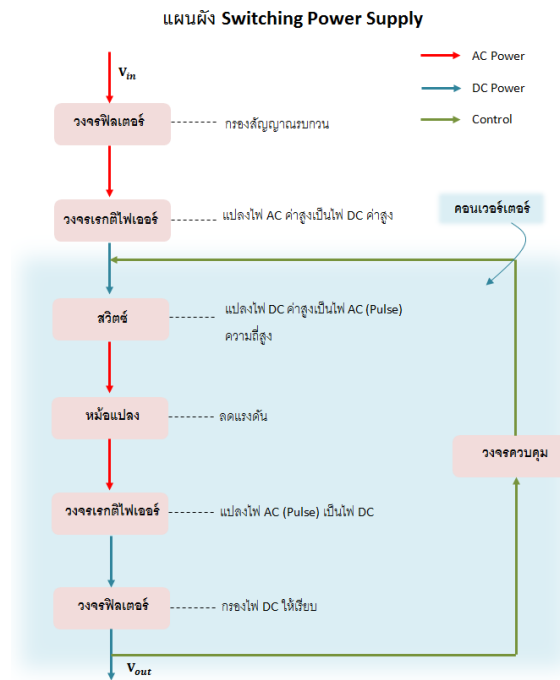 แผนผัง Switching Power Supply
V_in
AC Power
DC Power
Control
วงจรฟิลเตอร์
กรองสัญญาณรบกวน
วงจรเรกติไฟเออร์
แปลงไฟ AC ค่าสูงเป็นไฟ DC ค่าสูง
คอนเวอร์เตอร์
สวิตซ์
แปลงไฟ DC ค่าสูงเป็นไฟ AC (Pulse)
ความถี่สูง
หม้อแปลง
ลดแรงดัน
วงจรควบคุม
วงจรเรกติไฟเออร์
แปลงไฟ AC (Pulse) เป็นไฟ DC
วงจรฟิลเตอร์
กรองไฟ DC ให้เรียบ
V_out